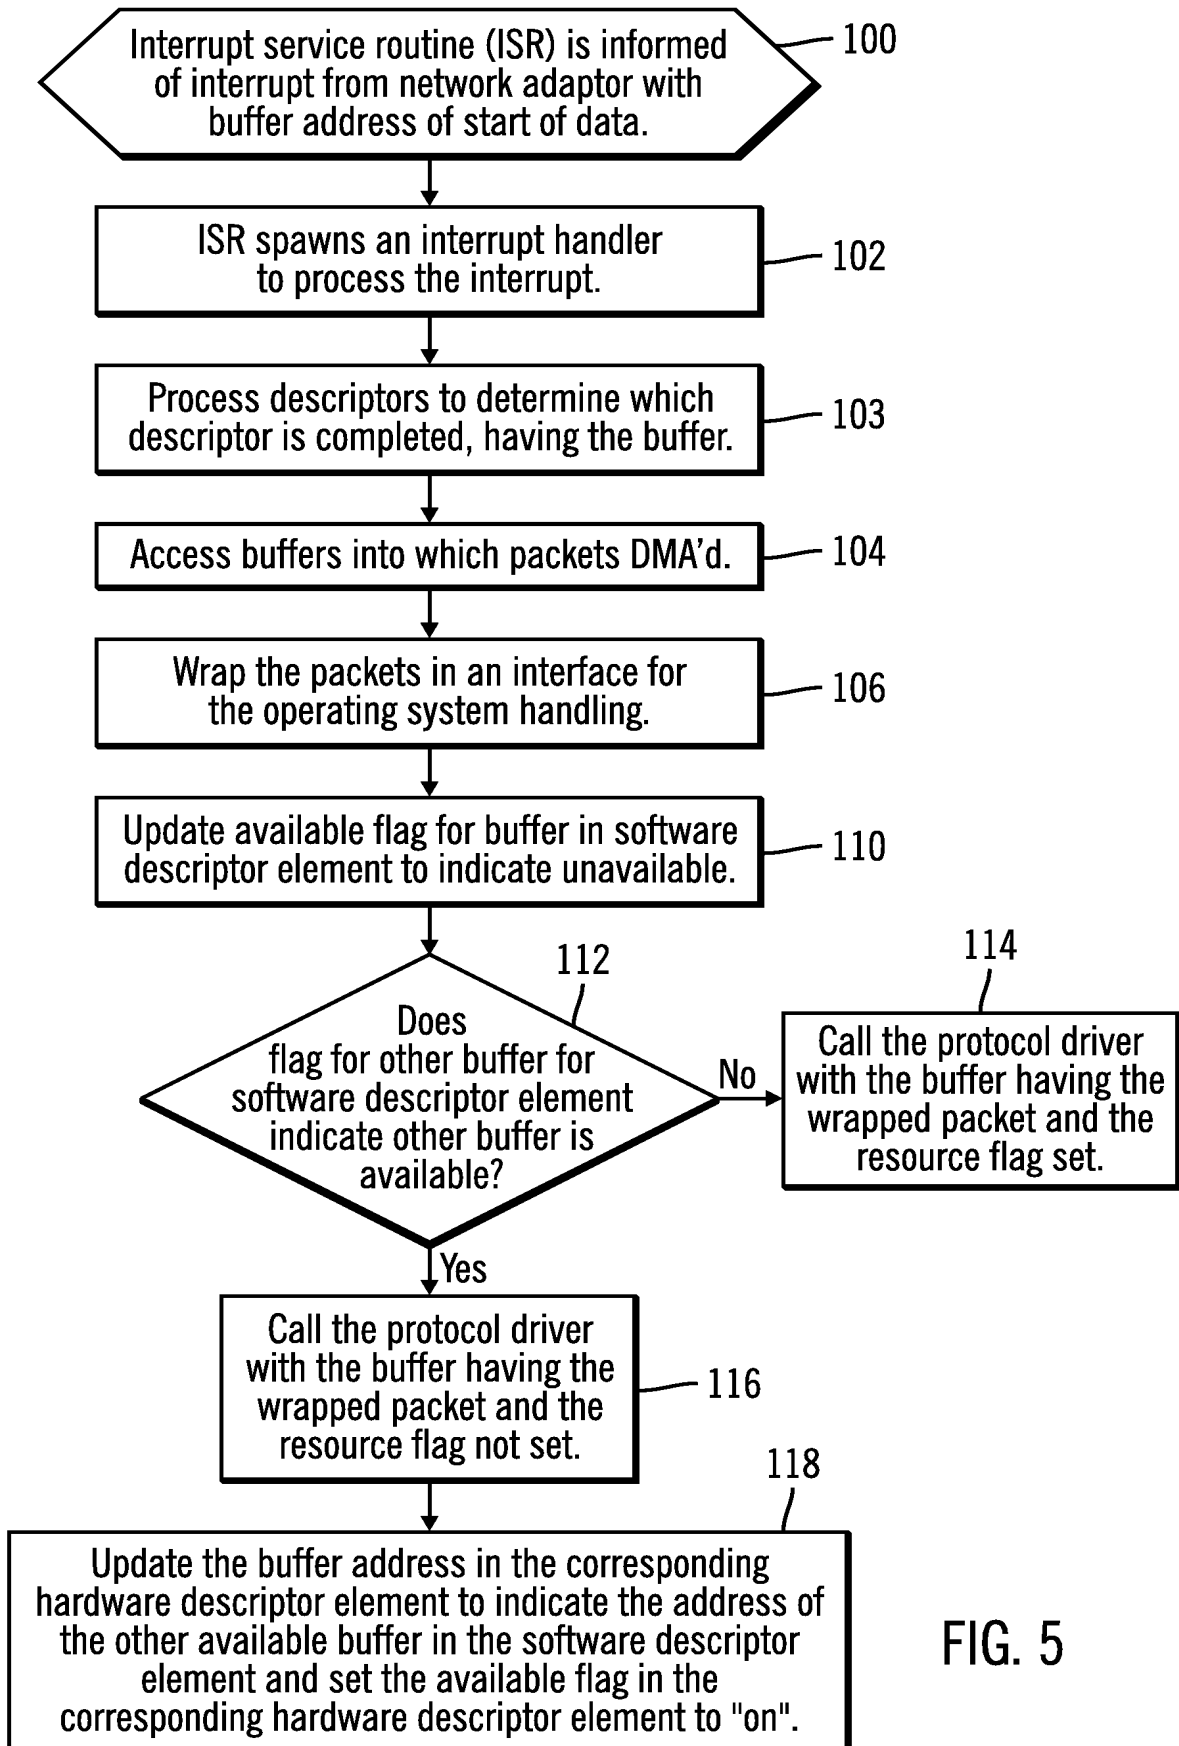 Interrupt service routine (ISR) is informed
of interrupt from network adaptor with
buffer address of start of data.
100
ISR spawns an interrupt handler
to process the interrupt.
102
Process descriptors to determine which
descriptor is completed, having the buffer.
103
Access buffers into which packets DMA'd.
104
Wrap the packets in an interface for
the operating system handling.
106
Update available flag for buffer in software
descriptor element to indicate unavailable.
110
112
Does
flag for other buffer for
software descriptor element
indicate other buffer is
available?
No
114
Call the protocol driver
with the buffer having the
wrapped packet and the
resource flag set.
Yes
Call the protocol driver
with the buffer having the
wrapped packet and the
resource flag not set.
116
118
Update the buffer address in the corresponding
hardware descriptor element to indicate the address of
the other available buffer in the software descriptor
element and set the available flag in the
corresponding hardware descriptor element to "on".
FIG. 5